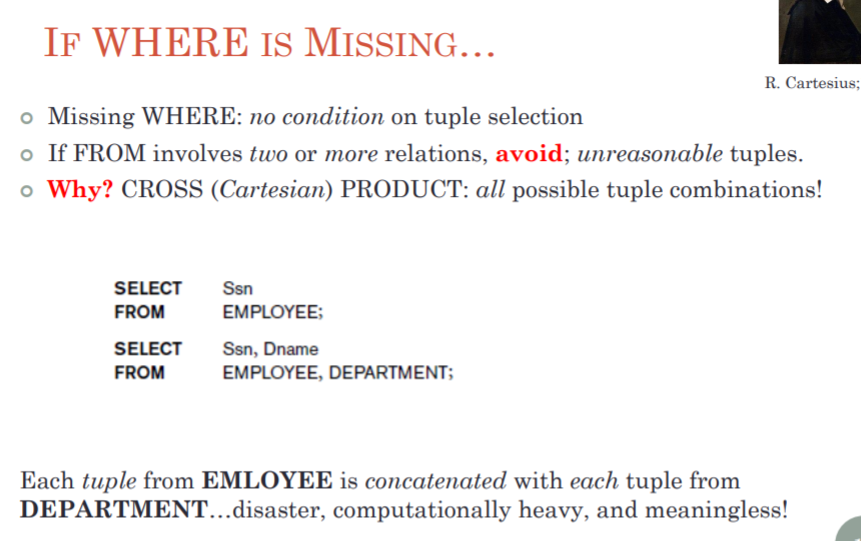 IF WHERE IS MISSING...
R. Cartesius;
Missing WHERE: no condition on tuple selection
If FROM involves two or more relations, avoid; unreasonable tuples.
Why? CROSS (Cartesian) PRODUCT: all possible tuple combinations!
SELECT Ssn
FROM EMPLOYEE;
SELECT Ssn, Dname
FROM EMPLOYEE, DEPARTMENT;
Each tuple from EMLOYEE is concatenated with each tuple from
DEPARTMENT...disaster, computationally heavy, and meaningless!